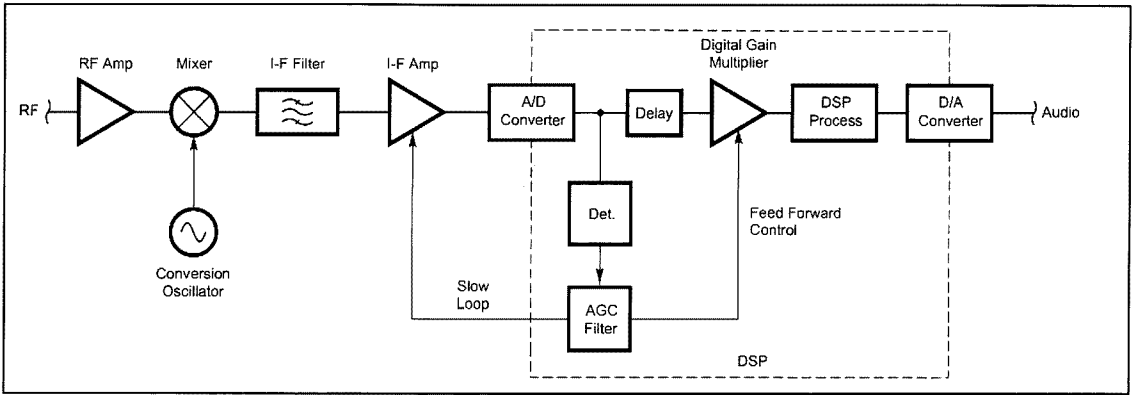 RF Amp
Mixer
I-F Filter
I-F Amp
Digital Gain
Multiplier
RF
A/D
Converter
Delay
DSP
Process
D/A
Converter
Audio
Det.
Feed Forward
Control
Conversion
Oscillator
Slow
Loop
AGC
Filter
DSP